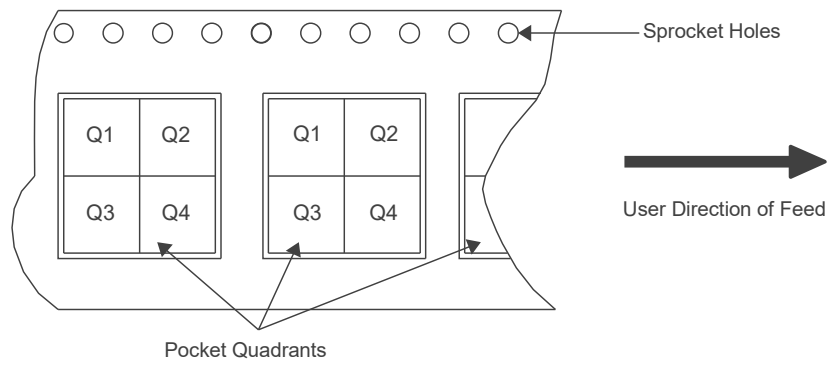 Sprocket Holes
Q1 Q2 Q1 Q2
Q3 Q4 Q3 Q4
User Direction of Feed
Pocket Quadrants